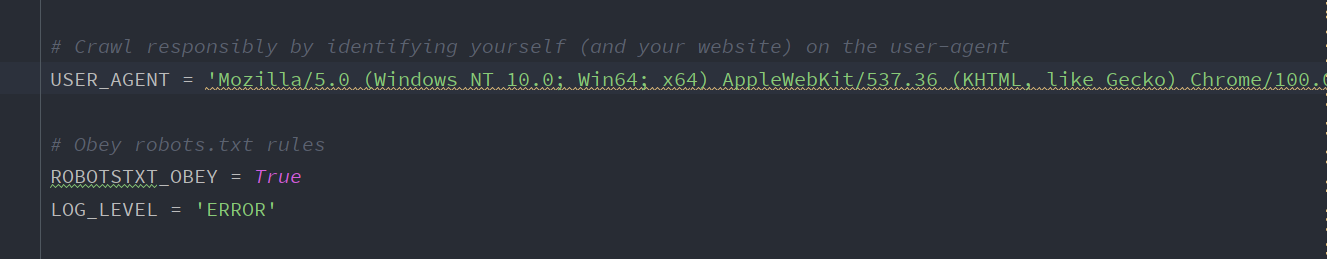 # Crawl responsibly by identifying yourself (and your website) on the user-agent
USER_AGENT = 'Mozilla/5.0 (Windows NT 10.0; Win64; x64) AppleWebKit/537.36 (KHTML, like Gecko) Chrome/100.0
# Obey robots.txt rules
ROBOTSTXT_OBEY = True
LOG_LEVEL = 'ERROR'